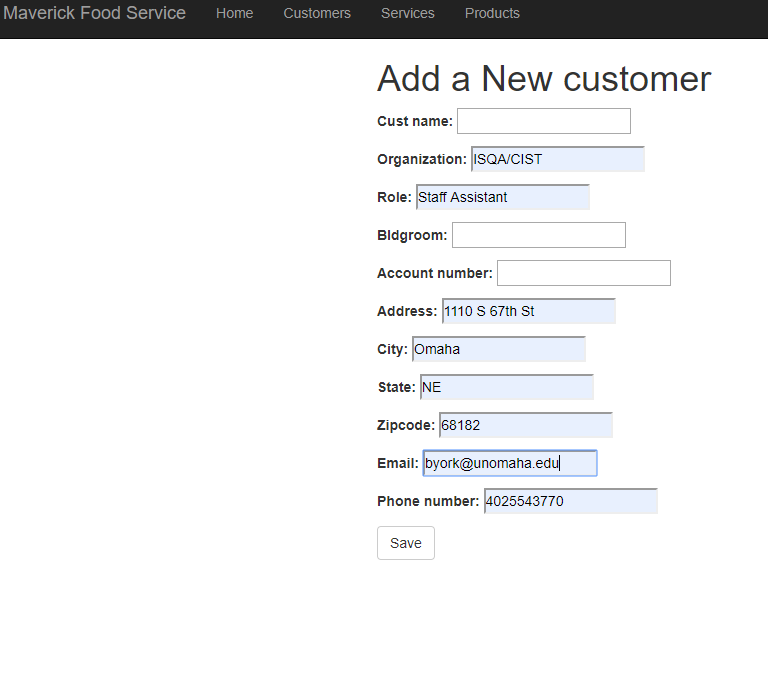 Maverick Food Service Home Customers Services Products
Add a New customer
Cust name:
Organization: ISQA/CIST
Role: Staff Assistant
Bldgroom:
Account number:
Address: 1110 S 67th St
City: Omaha
State: NE
Zipcode: 68182
Email: byork@unomaha.edu
Phone number: 4025543770
Save